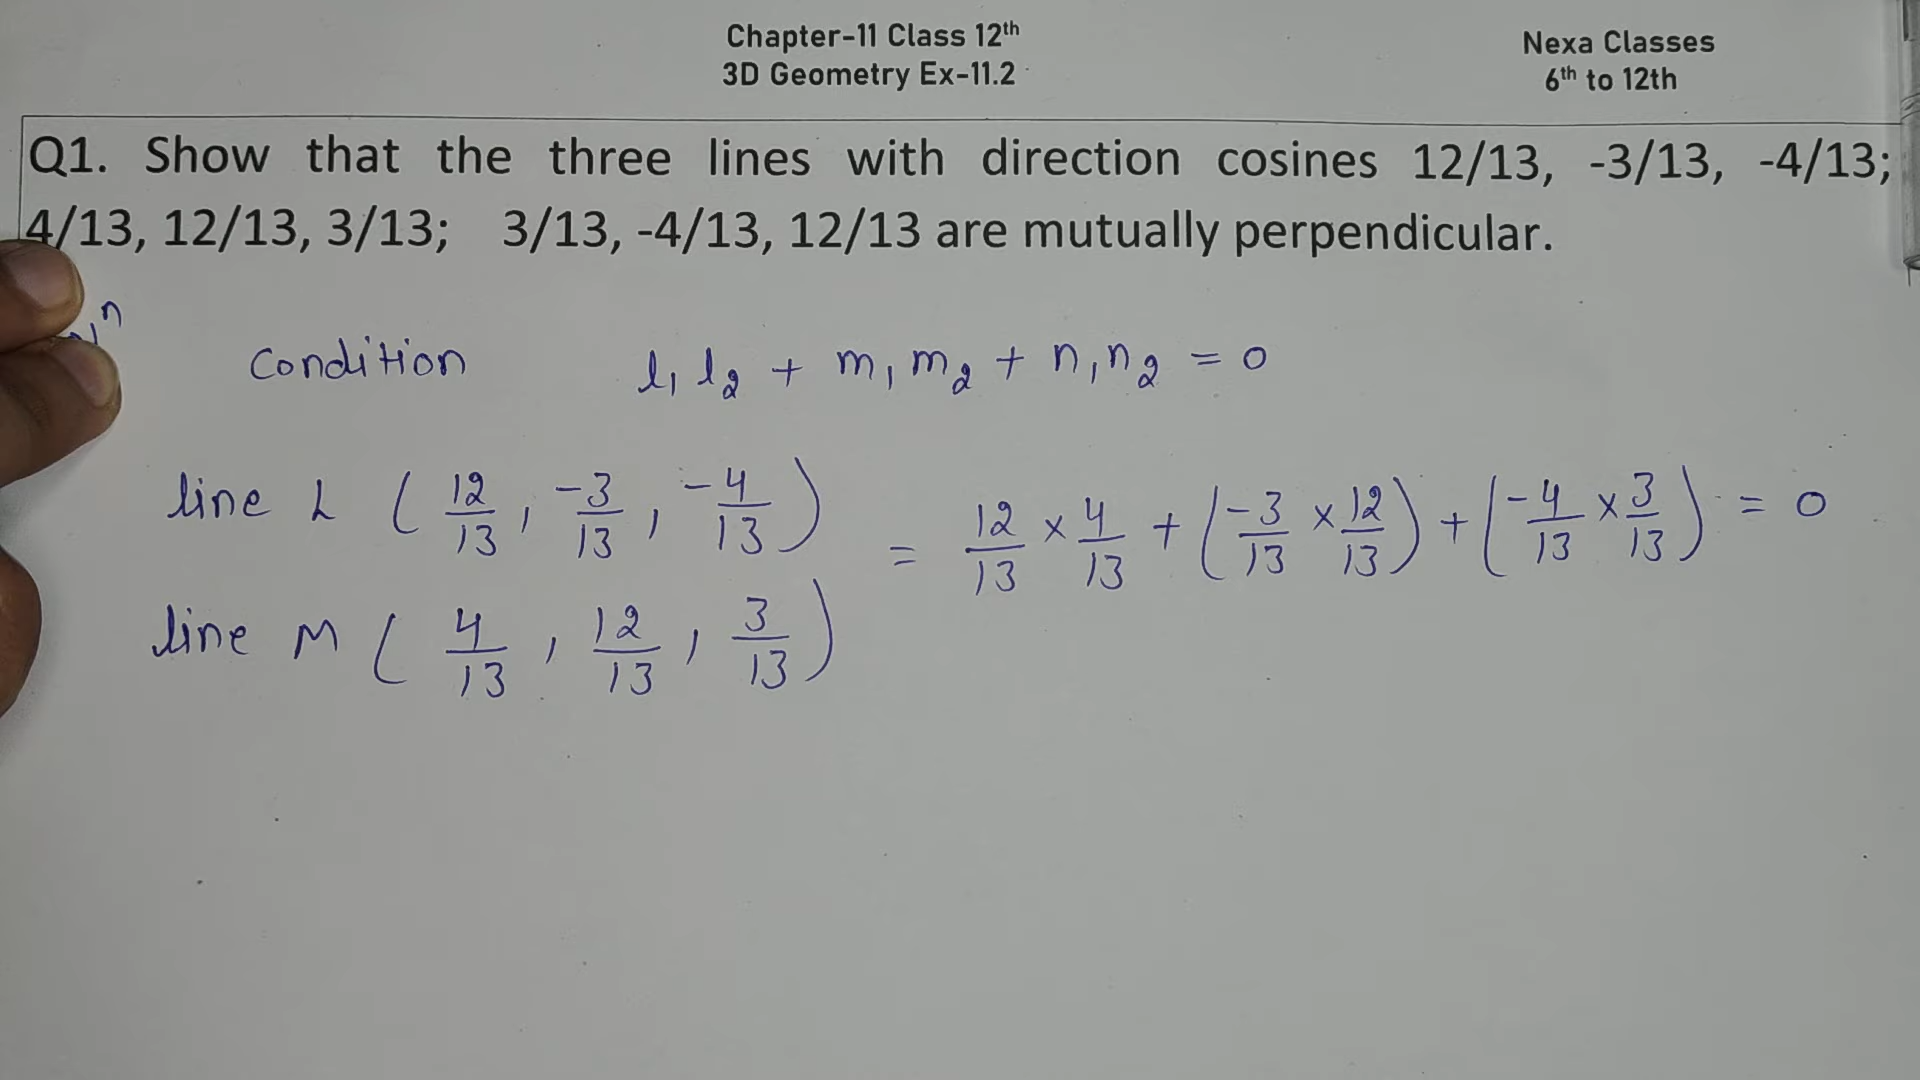 Chapter-11 Class 12th
3D Geometry Ex-11.2
Nexa Classes
6th to 12th
Q1. Show that the three lines with direction cosines 12/13, -3/13, -4/13;
4/13, 12/13, 3/13; 3/13, -4/13, 12/13 are mutually perpendicular.
Condition l₁ l₂ + m₁ m₂ + n₁ n₂ = 0
line L ( 12/13 , -3/13 , -4/13 )
= 12/13 × 4/13 + ( -3/13 × 12/13 ) + ( -4/13 × 3/13 ) = 0
line M ( 4/13 , 12/13 , 3/13 )